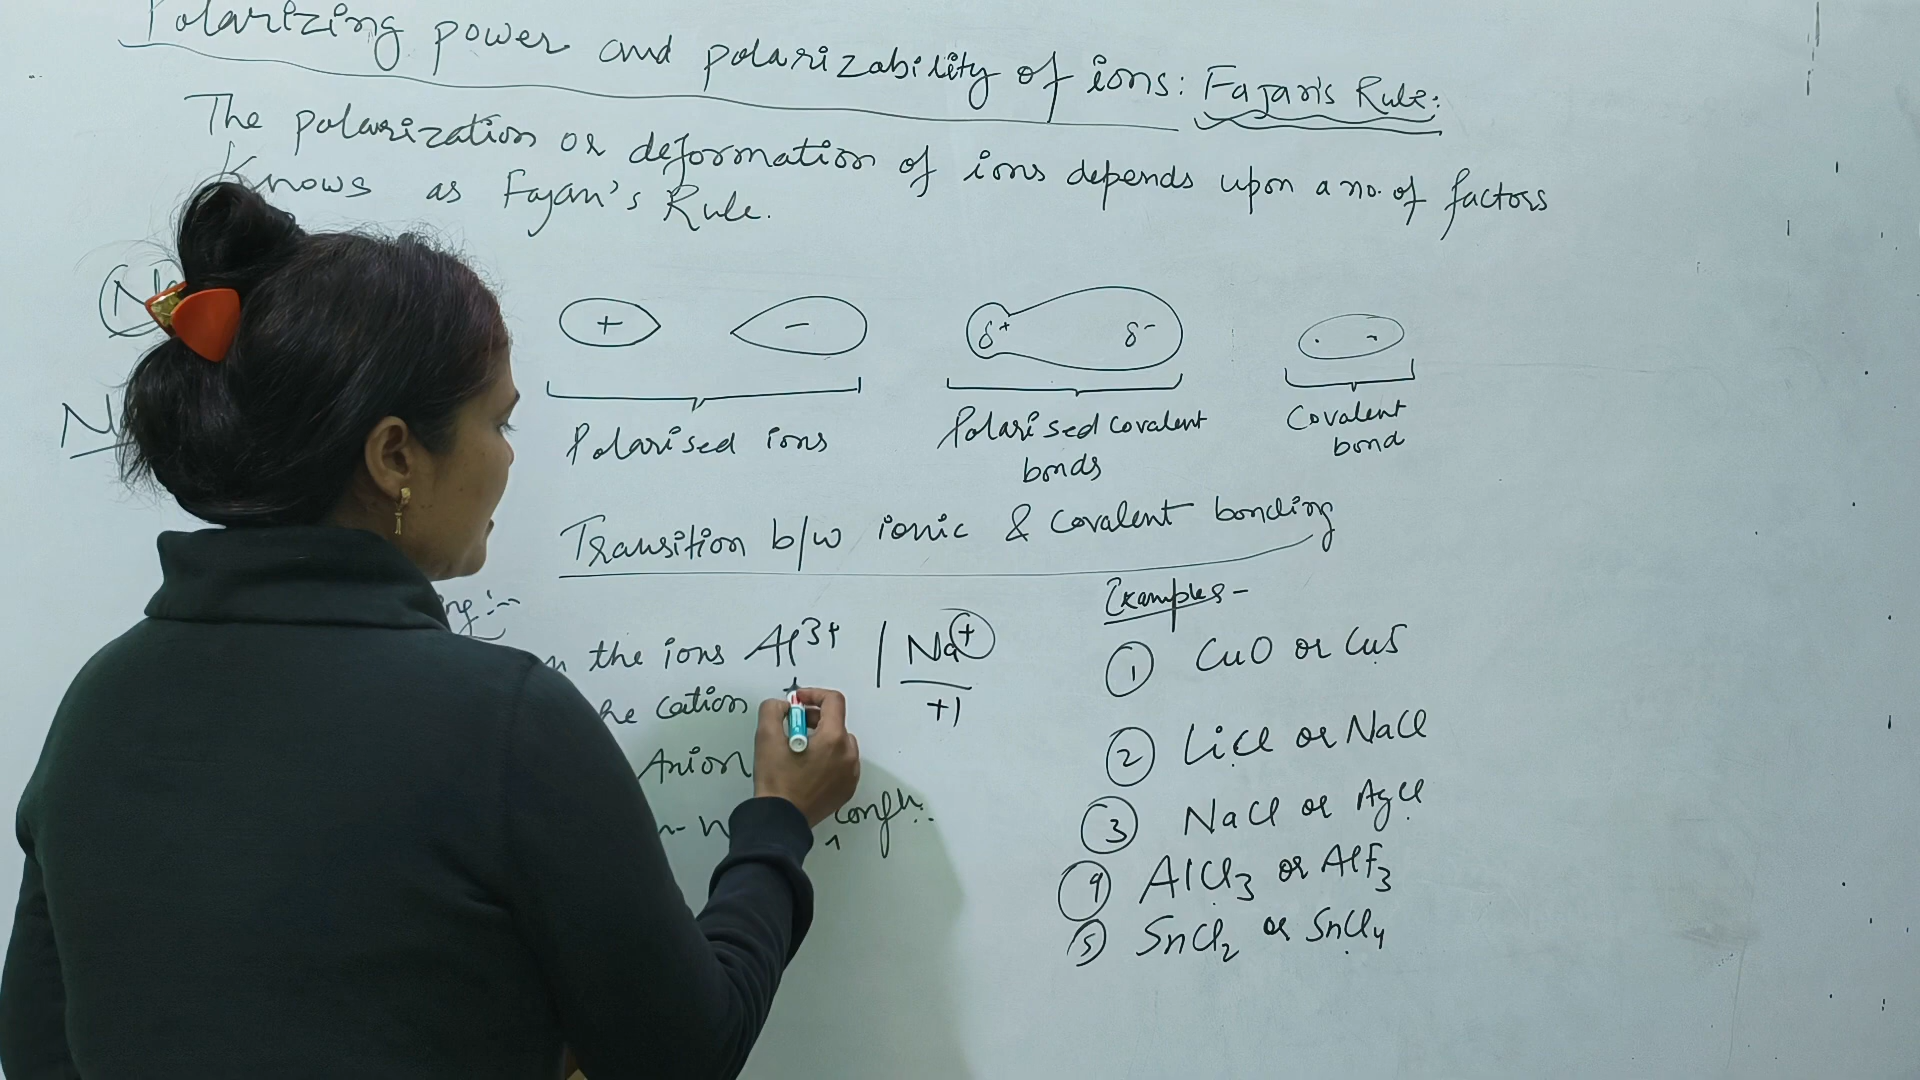 Polarizing power and polarizability of ions: Fajan's Rule:
The polarization or deformation of ions depends upon a no. of factors
Knows as Fajan's Rule.
+ − δ+ δ-
Polarised ions
Polarised covalent
bonds
Covalent
bond
Transition b/w ionic & covalent bonding
the ions Al3+ | Na+
+1
cation
Anion
confn.
Examples -
① CuO or CuS
② LiCl or NaCl
③ NaCl or AgCl
④ AlCl3 or AlF3
⑤ SnCl2 or SnCl4